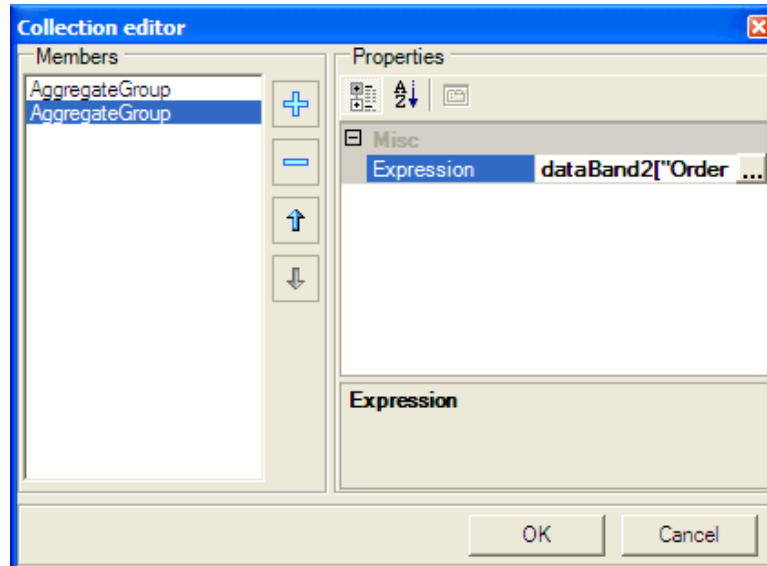 Collection editor
Members
AggregateGroup
AggregateGroup
Properties
Misc
Expression dataBand2["Order ...
Expression
OK Cancel